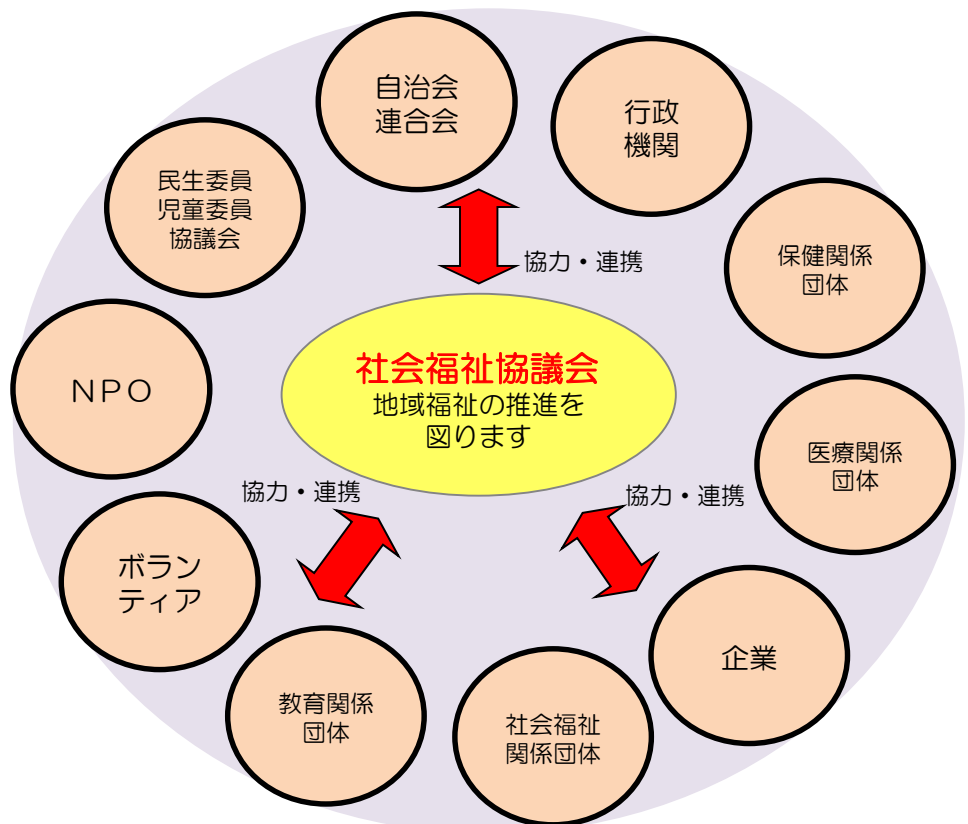 自治会
連合会
行政
機関
民生委員
児童委員
協議会
保健関係
団体
協力・連携
社会福祉協議会
地域福祉の推進を
図ります
ＮＰＯ
医療関係
団体
協力・連携
協力・連携
ボラン
ティア
企業
教育関係
団体
社会福祉
関係団体